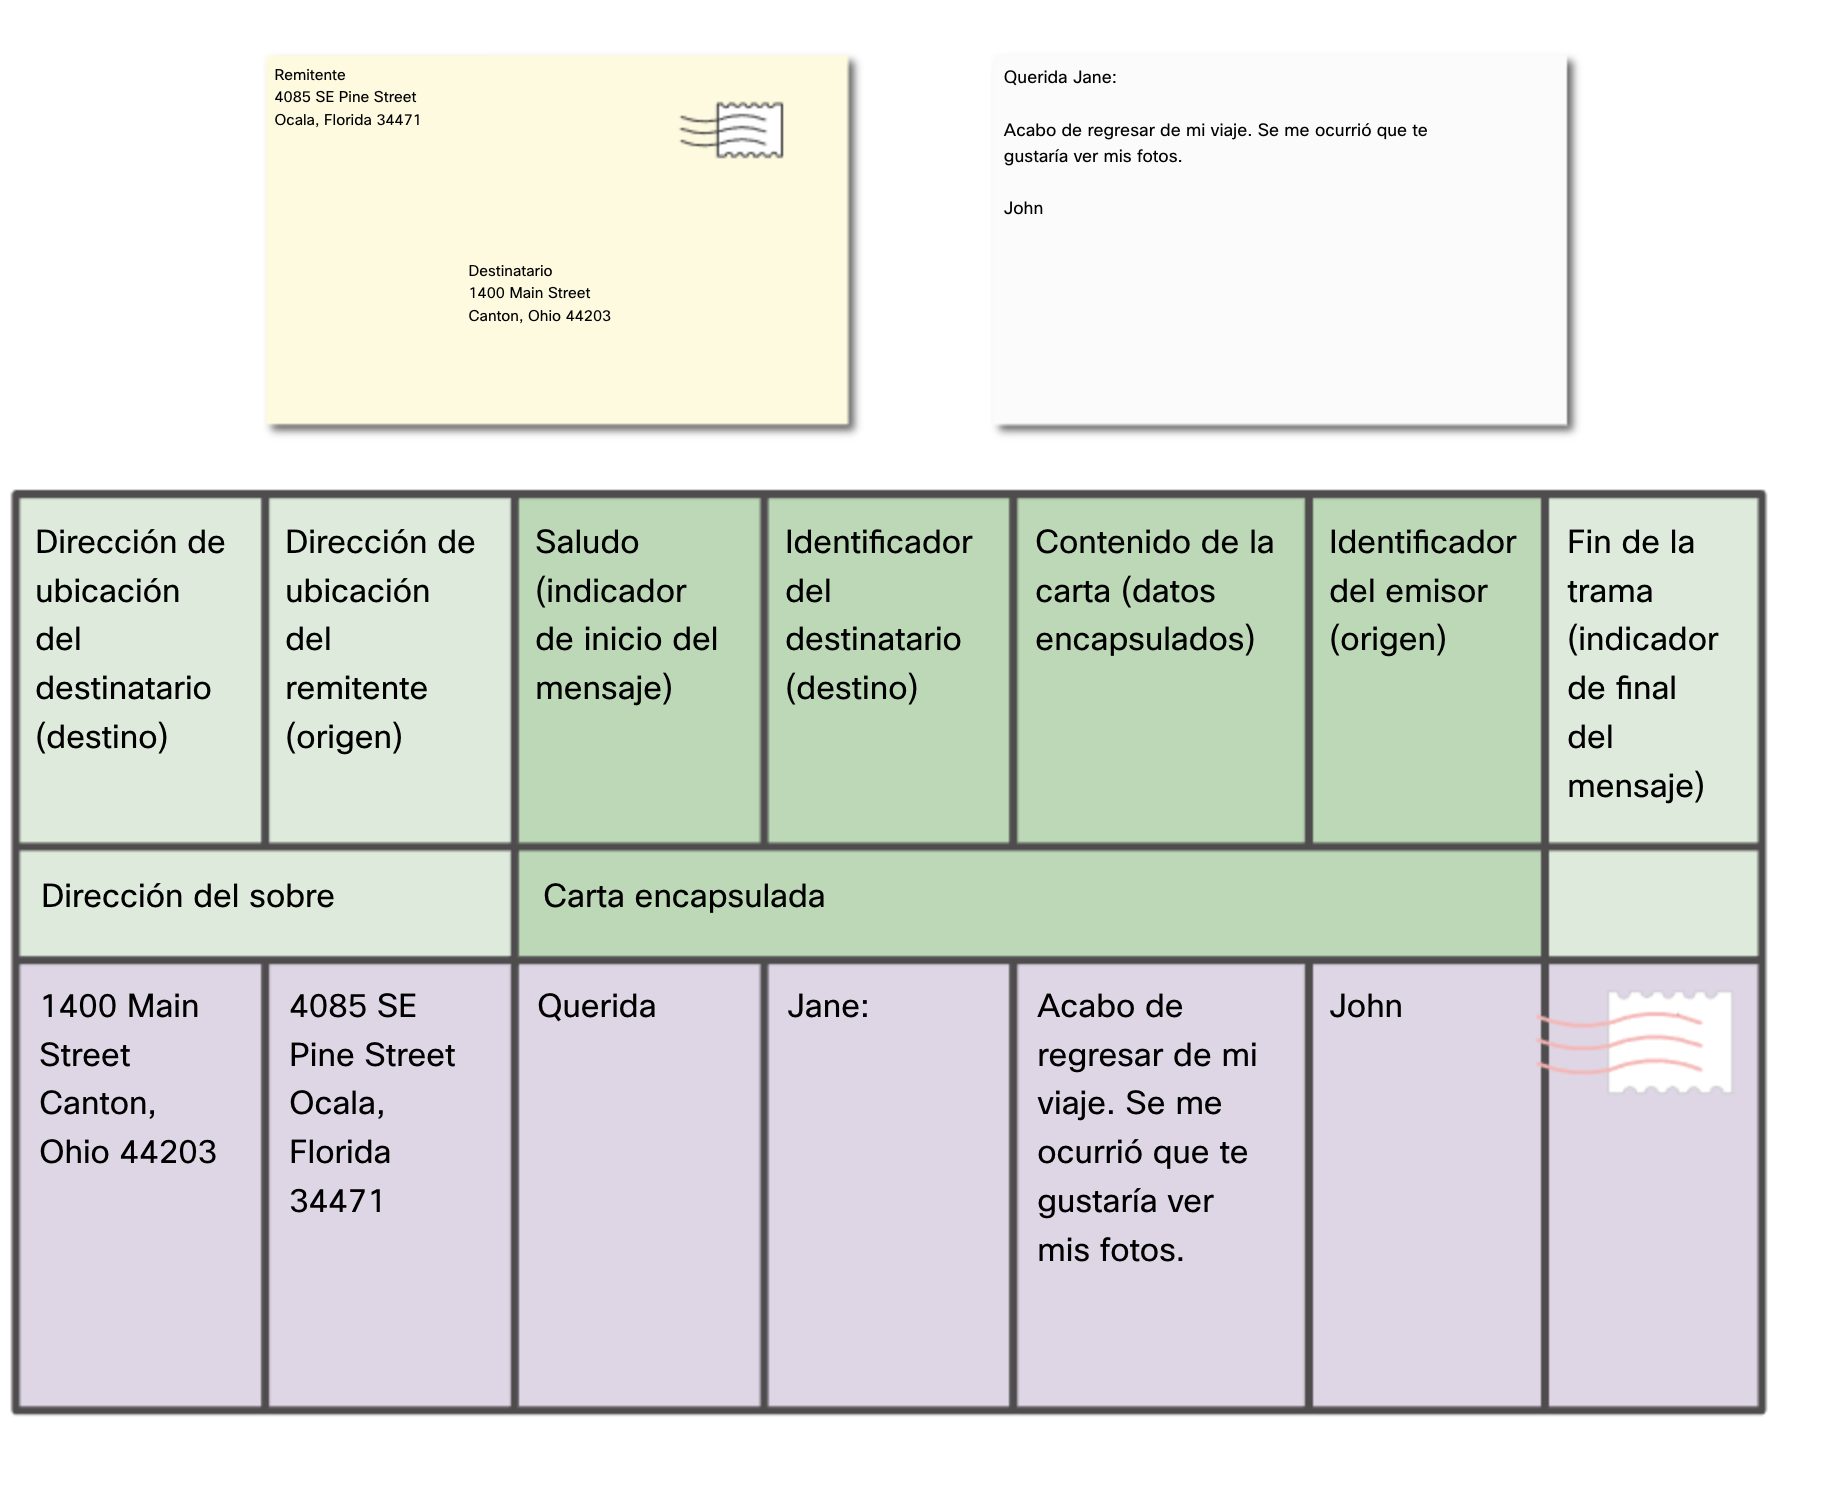 Remitente
4085 SE Pine Street
Ocala, Florida 34471
Destinatario
1400 Main Street
Canton, Ohio 44203
Querida Jane:
Acabo de regresar de mi viaje. Se me ocurrió que te
gustaría ver mis fotos.
John
Dirección de
ubicación
del
destinatario
(destino)
Dirección de
ubicación
del
remitente
(origen)
Saludo
(indicador
de inicio del
mensaje)
Identificador
del
destinatario
(destino)
Contenido de la
carta (datos
encapsulados)
Identificador
del emisor
(origen)
Fin de la
trama
(indicador
de final
del
mensaje)
Dirección del sobre
Carta encapsulada
1400 Main
Street
Canton,
Ohio 44203
4085 SE
Pine Street
Ocala,
Florida
34471
Querida
Jane:
Acabo de
regresar de mi
viaje. Se me
ocurrió que te
gustaría ver
mis fotos.
John